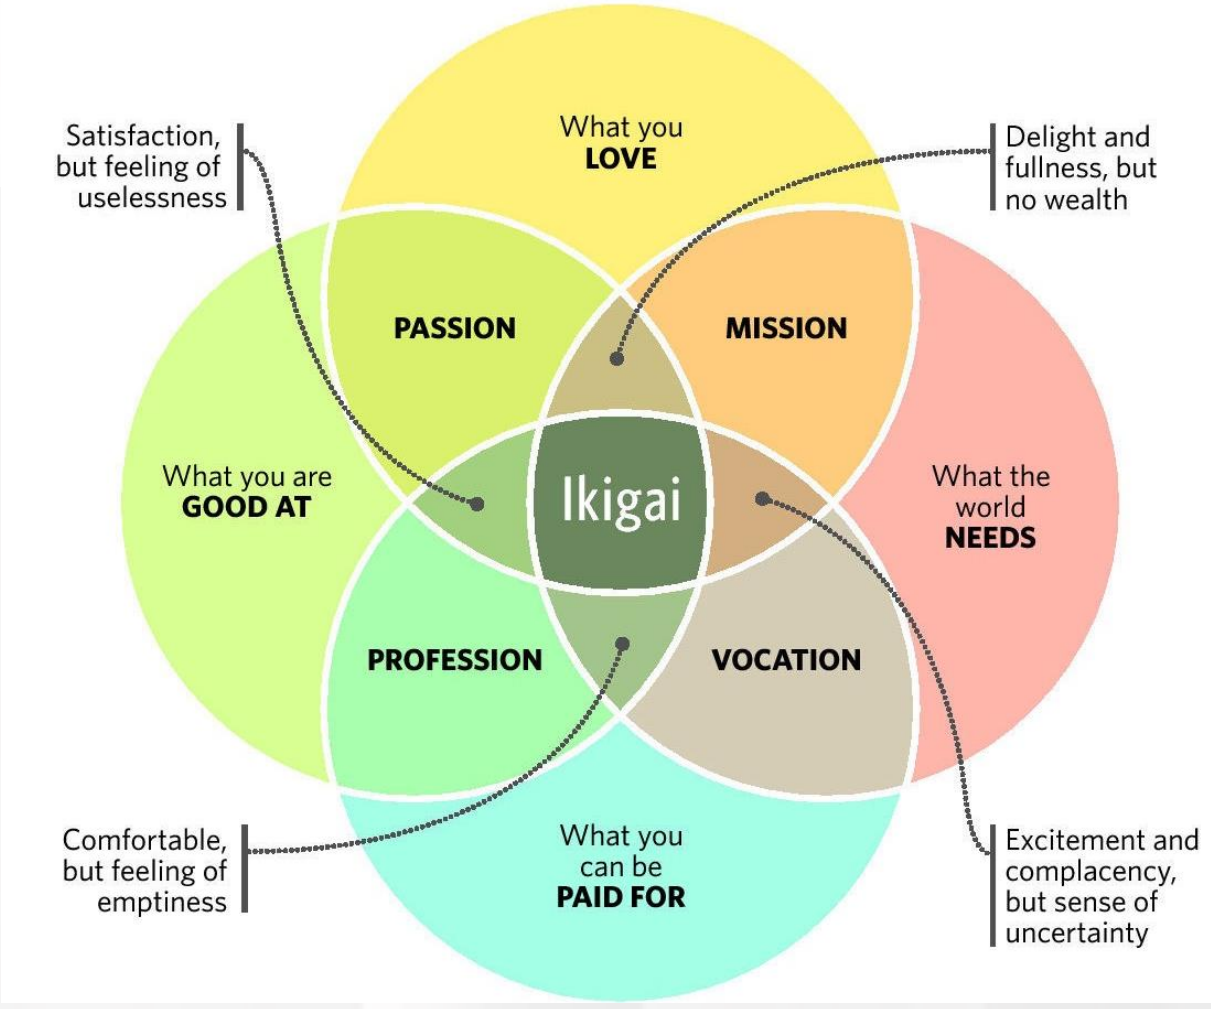 What you
LOVE
Satisfaction,
but feeling of
uselessness
Delight and
fullness, but
no wealth
PASSION
MISSION
What you are
GOOD AT
Ikigai
What the
world
NEEDS
PROFESSION
VOCATION
What you
can be
PAID FOR
Comfortable,
but feeling of
emptiness
Excitement and
complacency,
but sense of
uncertainty